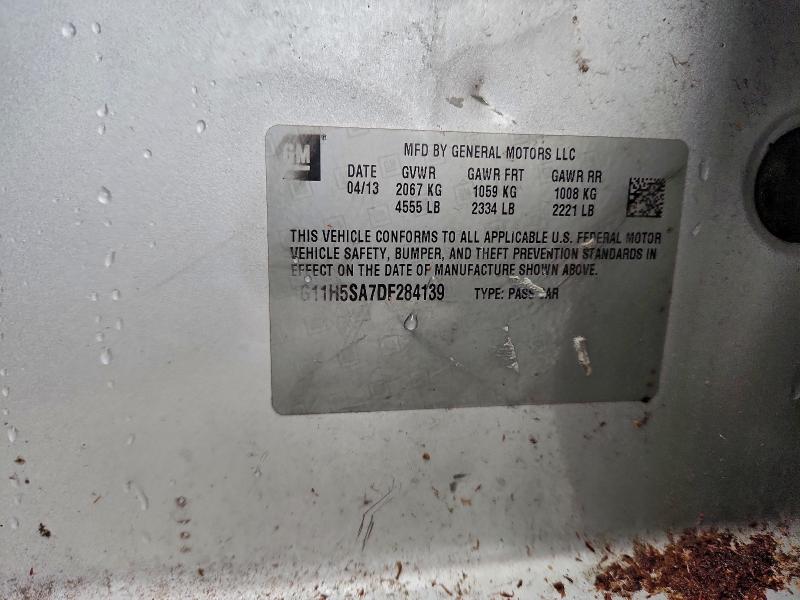 GM
MFD BY GENERAL MOTORS LLC
DATE GVWR GAWR FRT GAWR RR
04/13 2067 KG 1059 KG 1008 KG
4555 LB 2334 LB 2221 LB
THIS VEHICLE CONFORMS TO ALL APPLICABLE U.S. FEDERAL MOTOR
VEHICLE SAFETY, BUMPER, AND THEFT PREVENTION STANDARDS IN
EFFECT ON THE DATE OF MANUFACTURE SHOWN ABOVE.
G11H5SA7DF284139 TYPE: PASS CAR